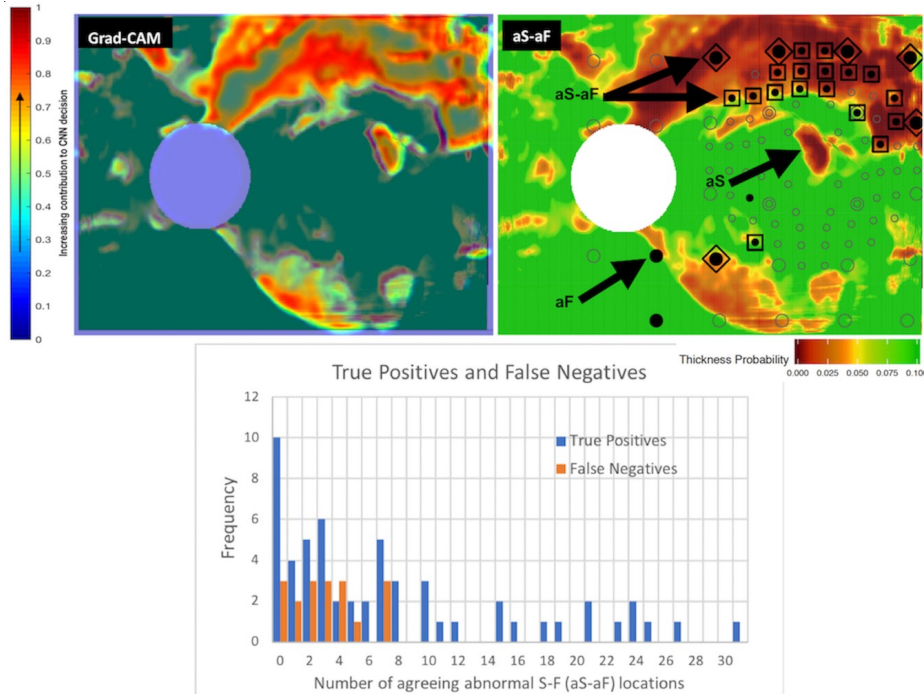 Grad-CAM
aS-aF
1
0.9
0.8
0.7
0.6
0.5
0.4
0.3
0.2
0.1
0
Increasing contribution to CNN decision
aS-aF
aS
aF
Thickness Probability
0.000 0.025 0.050 0.075 0.100
True Positives and False Negatives
12
10
8
6
4
2
0
Frequency
True Positives
False Negatives
0 2 4 6 8 10 12 14 16 18 20 22 24 26 28 30
Number of agreeing abnormal S-F (aS-aF) locations